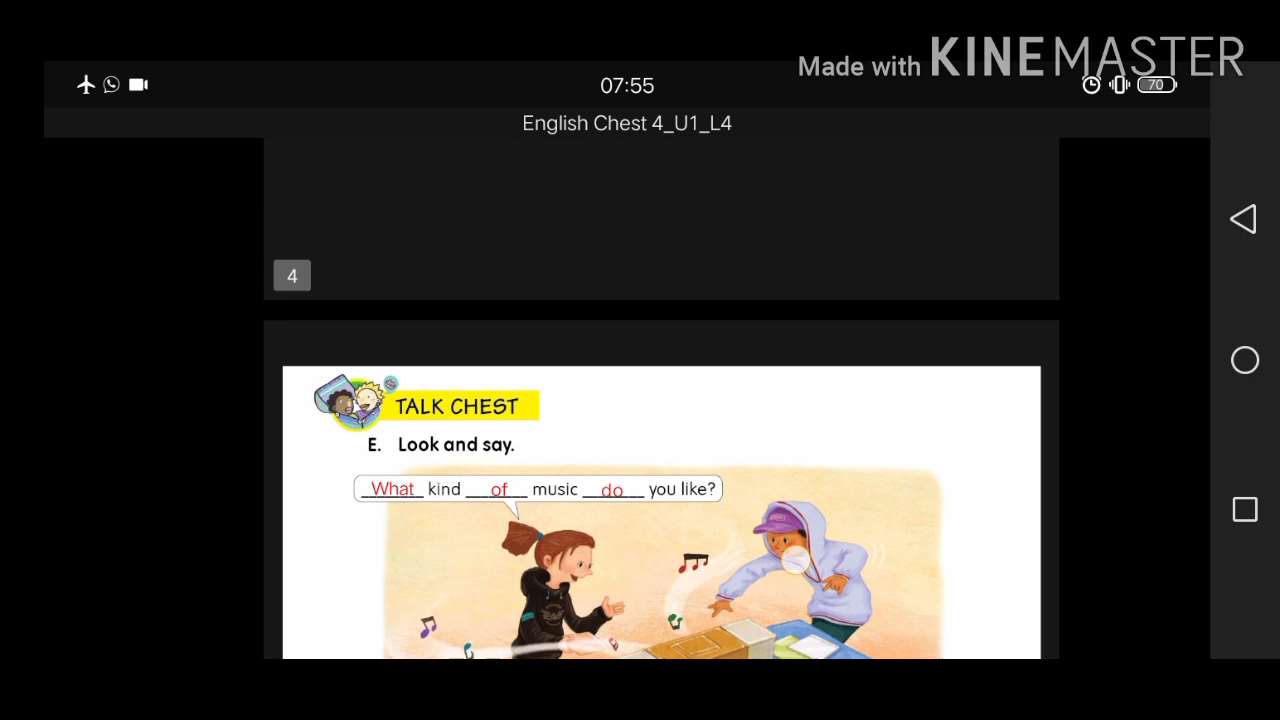 Made with KINEMASTER
07:55
70
English Chest 4_U1_L4
4
TALK CHEST
E. Look and say.
What kind of music do you like?